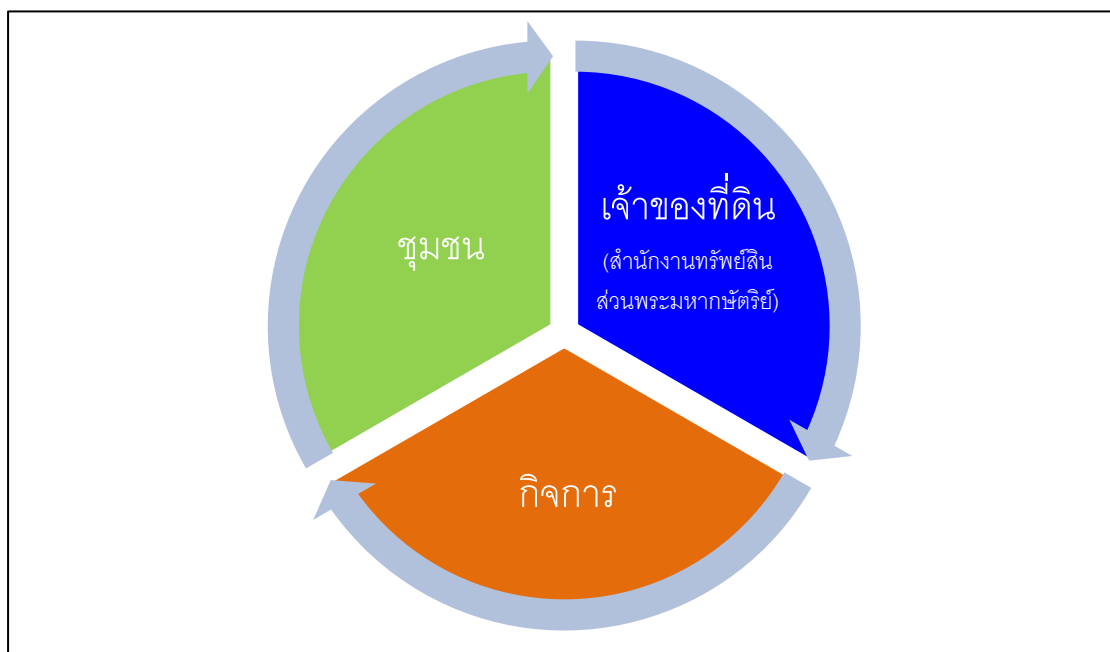 เจ้าของที่ดิน
(สำนักงานทรัพย์สิน
ส่วนพระมหากษัตริย์)
ชุมชน
กิจการ